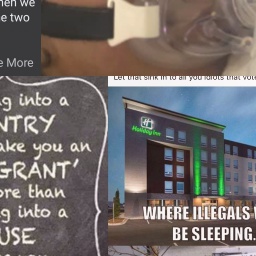 hen we
e two
e More
Let that sink in to all you idiots that vot
g into a
NTRY
ake you an
GRANT'
ore than
g into a
USE
Holiday Inn
WHERE ILLEGALS
BE SLEEPING.